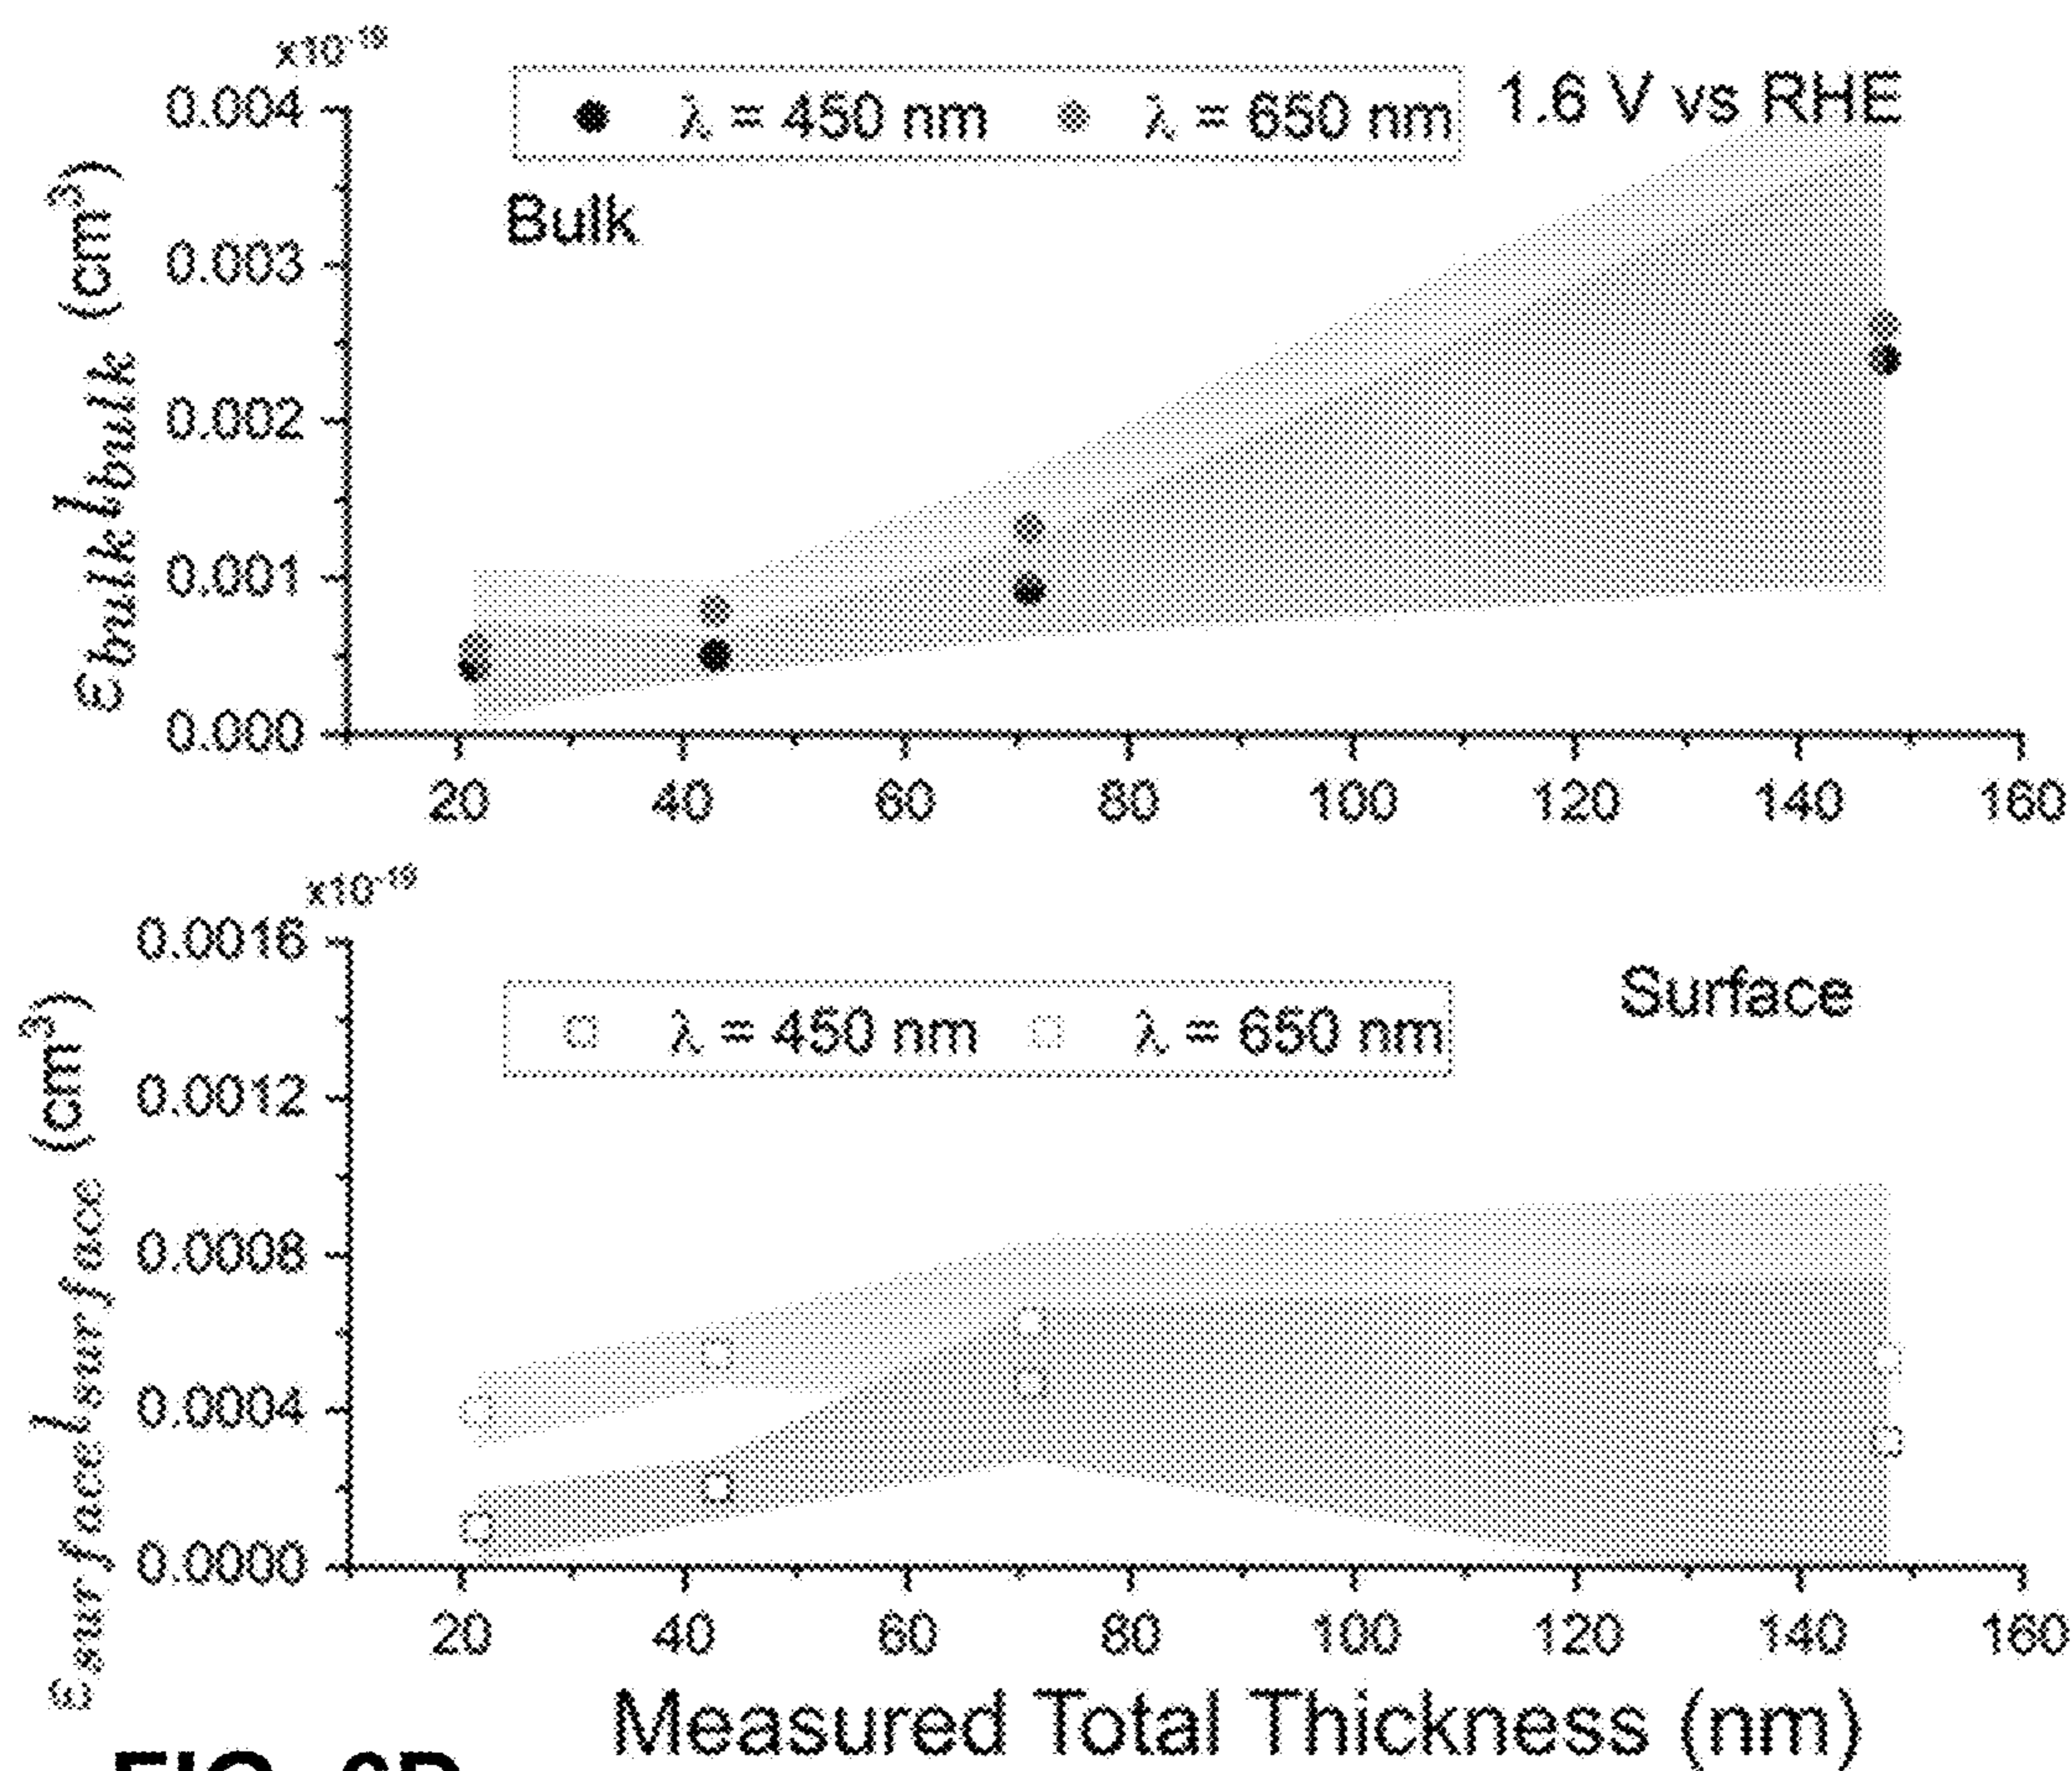 x10⁻¹⁹
λ = 450 nm λ = 650 nm
1.6 V vs RHE
0.004
Bulk
0.003
0.002
0.001
0.000
ε_bulk l_bulk (cm³)
20 40 60 80 100 120 140 160
x10⁻¹⁹
0.0016
Surface
λ = 450 nm λ = 650 nm
0.0012
0.0008
0.0004
0.0000
ε_surface l_surface (cm³)
20 40 60 80 100 120 140 160
Measured Total Thickness (nm)